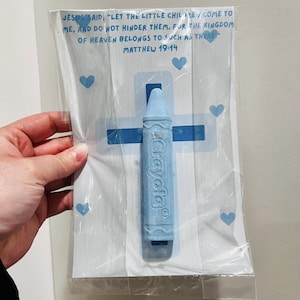 JESUS SAID, "LET THE LITTLE CHILDREN COME TO
ME, AND DO NOT HINDER THEM, FOR THE KINGDOM
OF HEAVEN BELONGS TO SUCH AS THESE"
MATTHEW 19:14
Crayola